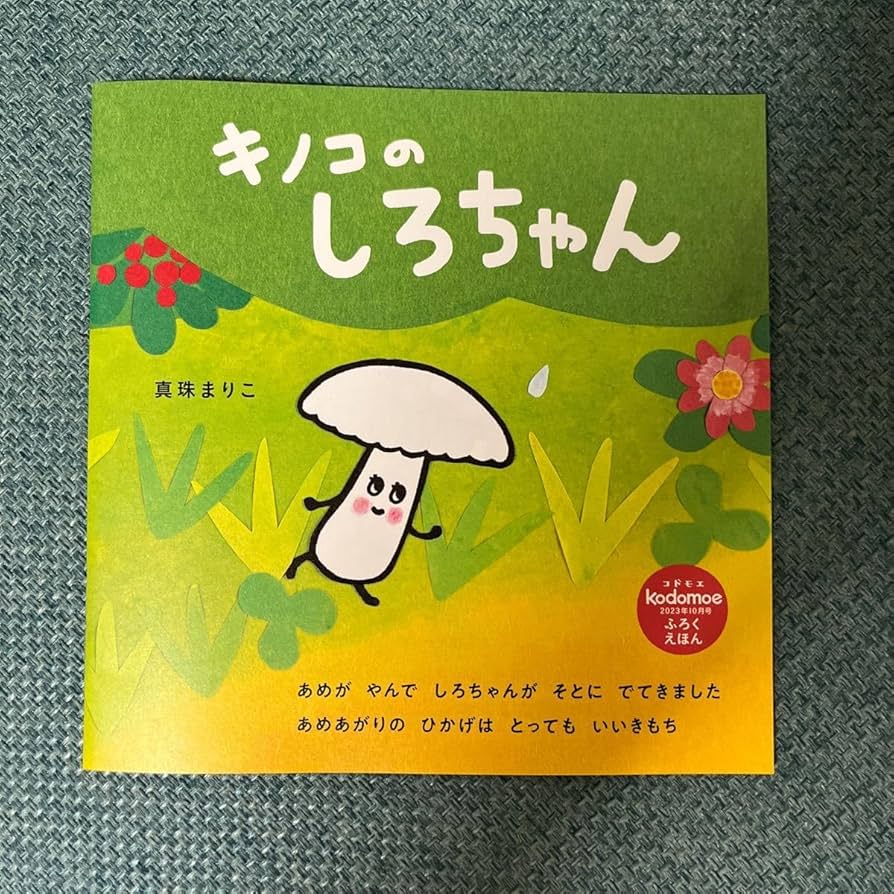 キノコの
しろちゃん
真珠まりこ
コドモエ
kodomoe
2023年10月号
ふろく
えほん
あめが やんで しろちゃんが そとに でてきました
あめあがりの ひかげは とっても いいきもち